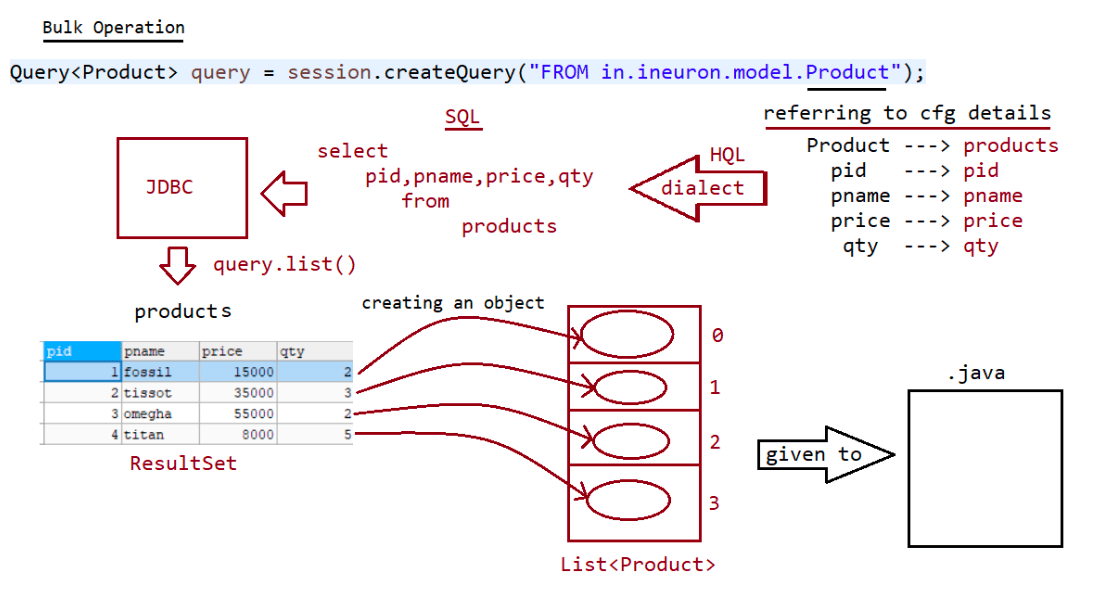 Bulk Operation
Query<Product> query = session.createQuery("FROM in.ineuron.model.Product");
referring to cfg details
Product ---> products
pid ---> pid
pname ---> pname
price ---> price
qty ---> qty
HQL
dialect
SQL
select
pid,pname,price,qty
from
products
JDBC
query.list()
products
pid pname price qty
1 fossil 15000 2
2 tissot 35000 3
3 omegha 55000 2
4 titan 8000 5
ResultSet
creating an object
0
1
2
3
List<Product>
given to
.java